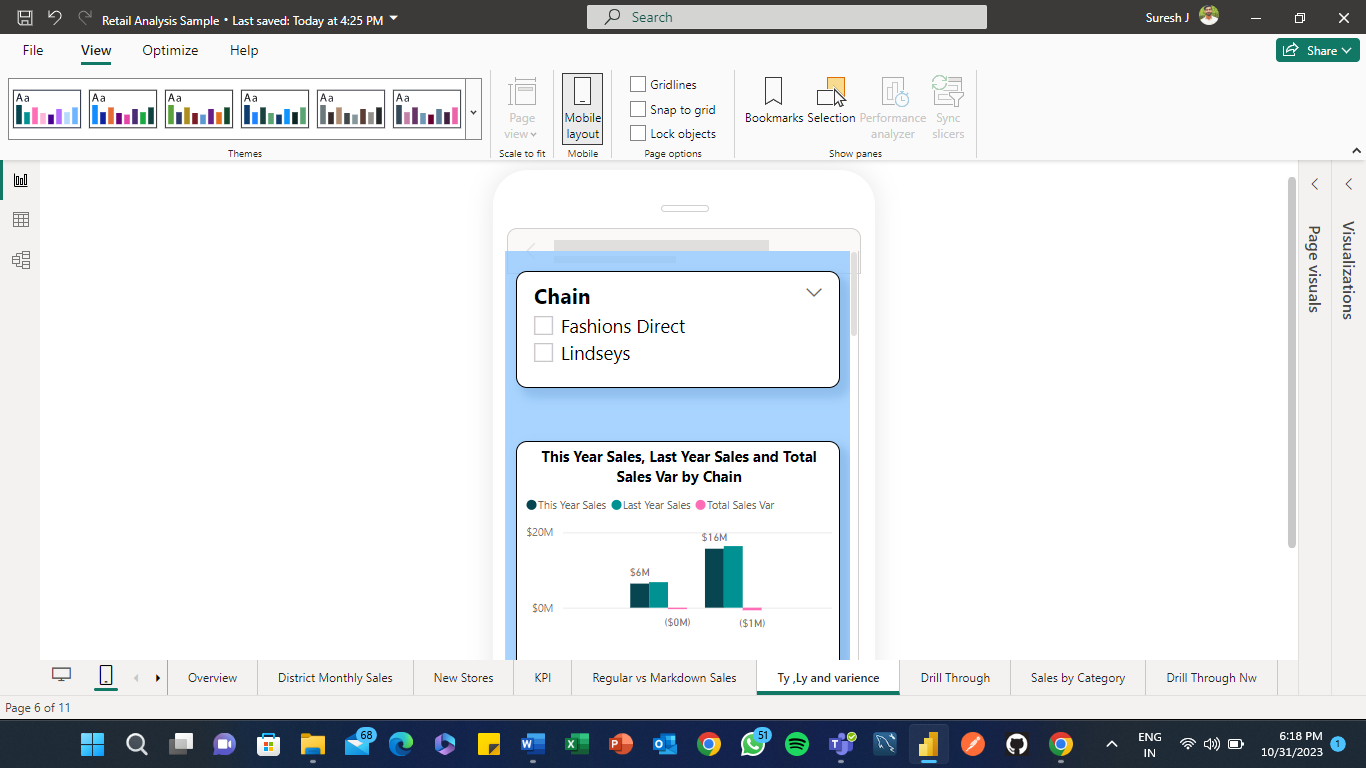 Retail Analysis Sample • Last saved: Today at 4:25 PM
Search
Suresh J
File
View
Optimize
Help
Share
Aa
Aa
Aa
Aa
Aa
Aa
Themes
Page
view
Scale to fit
Mobile
layout
Mobile
Gridlines
Snap to grid
Lock objects
Page options
Bookmarks
Selection
Performance
analyzer
Sync
slicers
Show panes
Page visuals
Visualizations
Chain
Fashions Direct
Lindseys
This Year Sales, Last Year Sales and Total
Sales Var by Chain
This Year Sales
Last Year Sales
Total Sales Var
$20M
$16M
$6M
$0M
($0M)
($1M)
Overview
District Monthly Sales
New Stores
KPI
Regular vs Markdown Sales
Ty ,Ly and varience
Drill Through
Sales by Category
Drill Through Nw
Page 6 of 11
68
51
ENG
IN
6:18 PM
10/31/2023
1